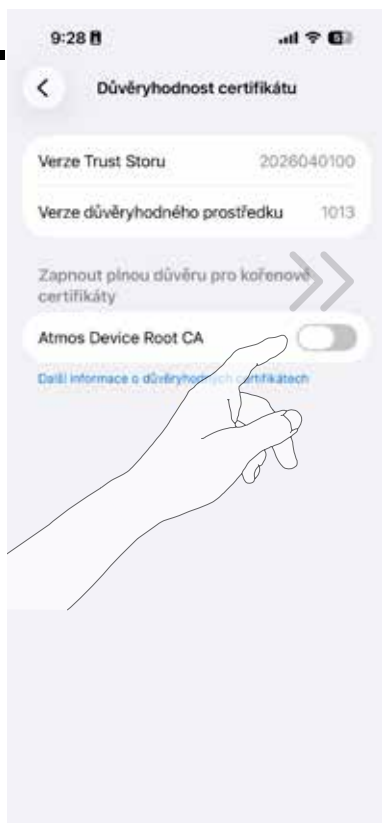 9:28
Důvěryhodnost certifikátu
Verze Trust Storu 2026040100
Verze důvěryhodného prostředku 1013
Zapnout plnou důvěru pro kořenové
certifikáty
Atmos Device Root CA
Další informace o důvěryhodných certifikátech